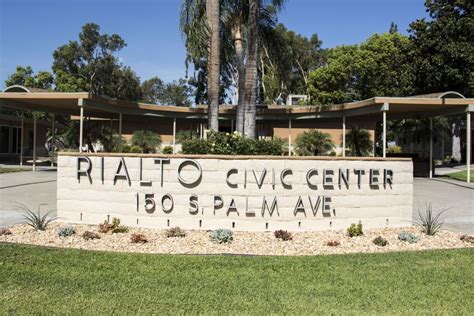 RIALTO CIVIC CENTER
150 S. PALM AVE.